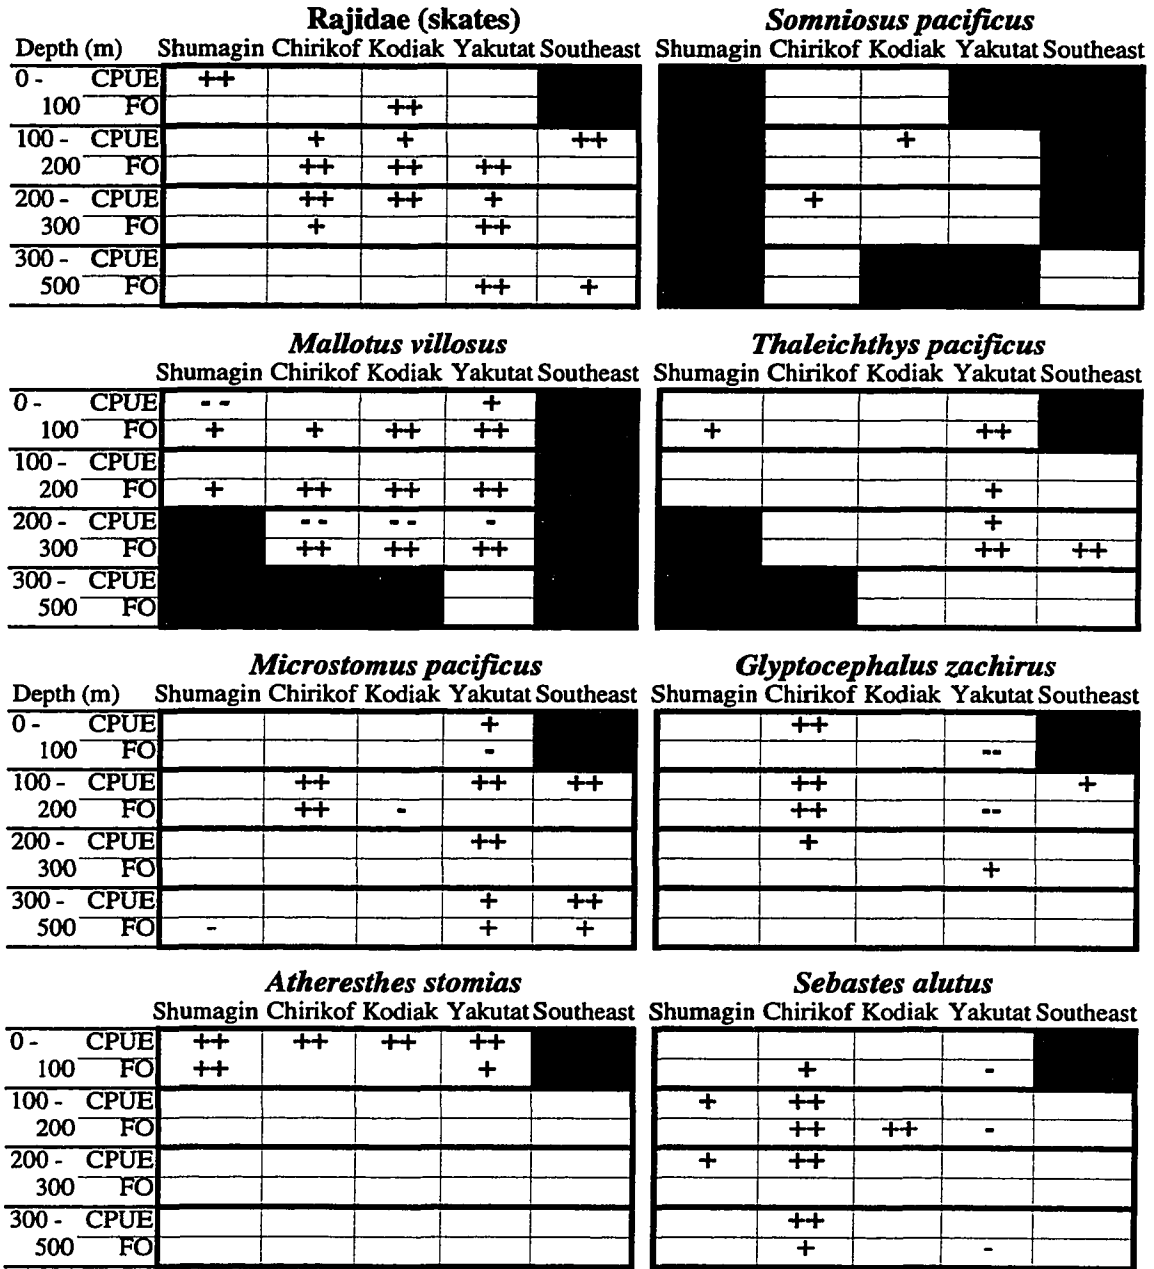 Rajidae (skates) Somniosus pacificus
Depth (m) Shumagin Chirikof Kodiak Yakutat Southeast Shumagin Chirikof Kodiak Yakutat Southeast
0 - CPUE ++
100 FO ++
100 - CPUE + + ++ +
200 FO ++ ++ ++
200 - CPUE ++ ++ + +
300 FO + ++
300 - CPUE
500 FO ++ +
Mallotus villosus Thaleichthys pacificus
Shumagin Chirikof Kodiak Yakutat Southeast Shumagin Chirikof Kodiak Yakutat Southeast
0 - CPUE -- +
100 FO + + ++ ++ + ++
100 - CPUE
200 FO + ++ ++ ++ +
200 - CPUE -- -- - +
300 FO ++ ++ ++ ++ ++
300 - CPUE
500 FO
Microstomus pacificus Glyptocephalus zachirus
Depth (m) Shumagin Chirikof Kodiak Yakutat Southeast Shumagin Chirikof Kodiak Yakutat Southeast
0 - CPUE + ++
100 FO - --
100 - CPUE ++ ++ ++ ++ +
200 FO ++ - ++ --
200 - CPUE ++ +
300 FO +
300 - CPUE + ++
500 FO - + +
Atheresthes stomias Sebastes alutus
Shumagin Chirikof Kodiak Yakutat Southeast Shumagin Chirikof Kodiak Yakutat Southeast
0 - CPUE ++ ++ ++ ++
100 FO ++ + + -
100 - CPUE + ++
200 FO ++ ++ -
200 - CPUE + ++
300 FO
300 - CPUE ++
500 FO + -